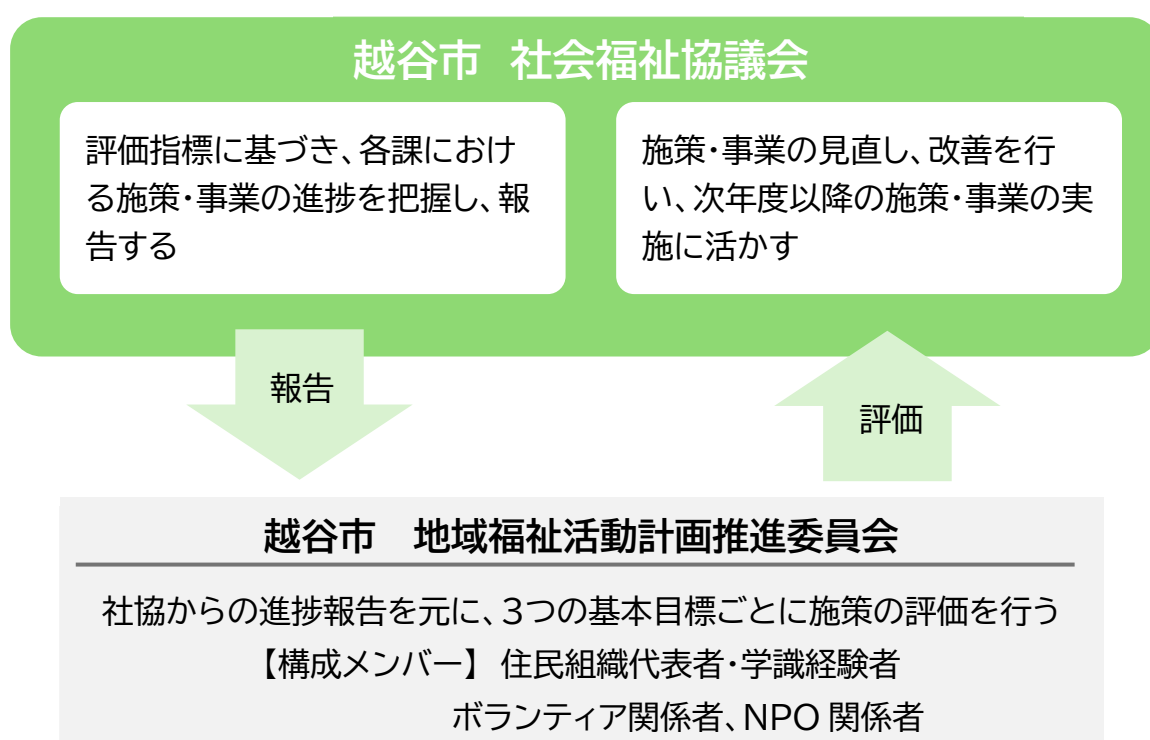 越谷市 社会福祉協議会
評価指標に基づき、各課におけ
る施策・事業の進捗を把握し、報
告する
施策・事業の見直し、改善を行
い、次年度以降の施策・事業の実
施に活かす
報告
評価
越谷市　地域福祉活動計画推進委員会
社協からの進捗報告を元に、3つの基本目標ごとに施策の評価を行う
【構成メンバー】 住民組織代表者・学識経験者
ボランティア関係者、NPO 関係者